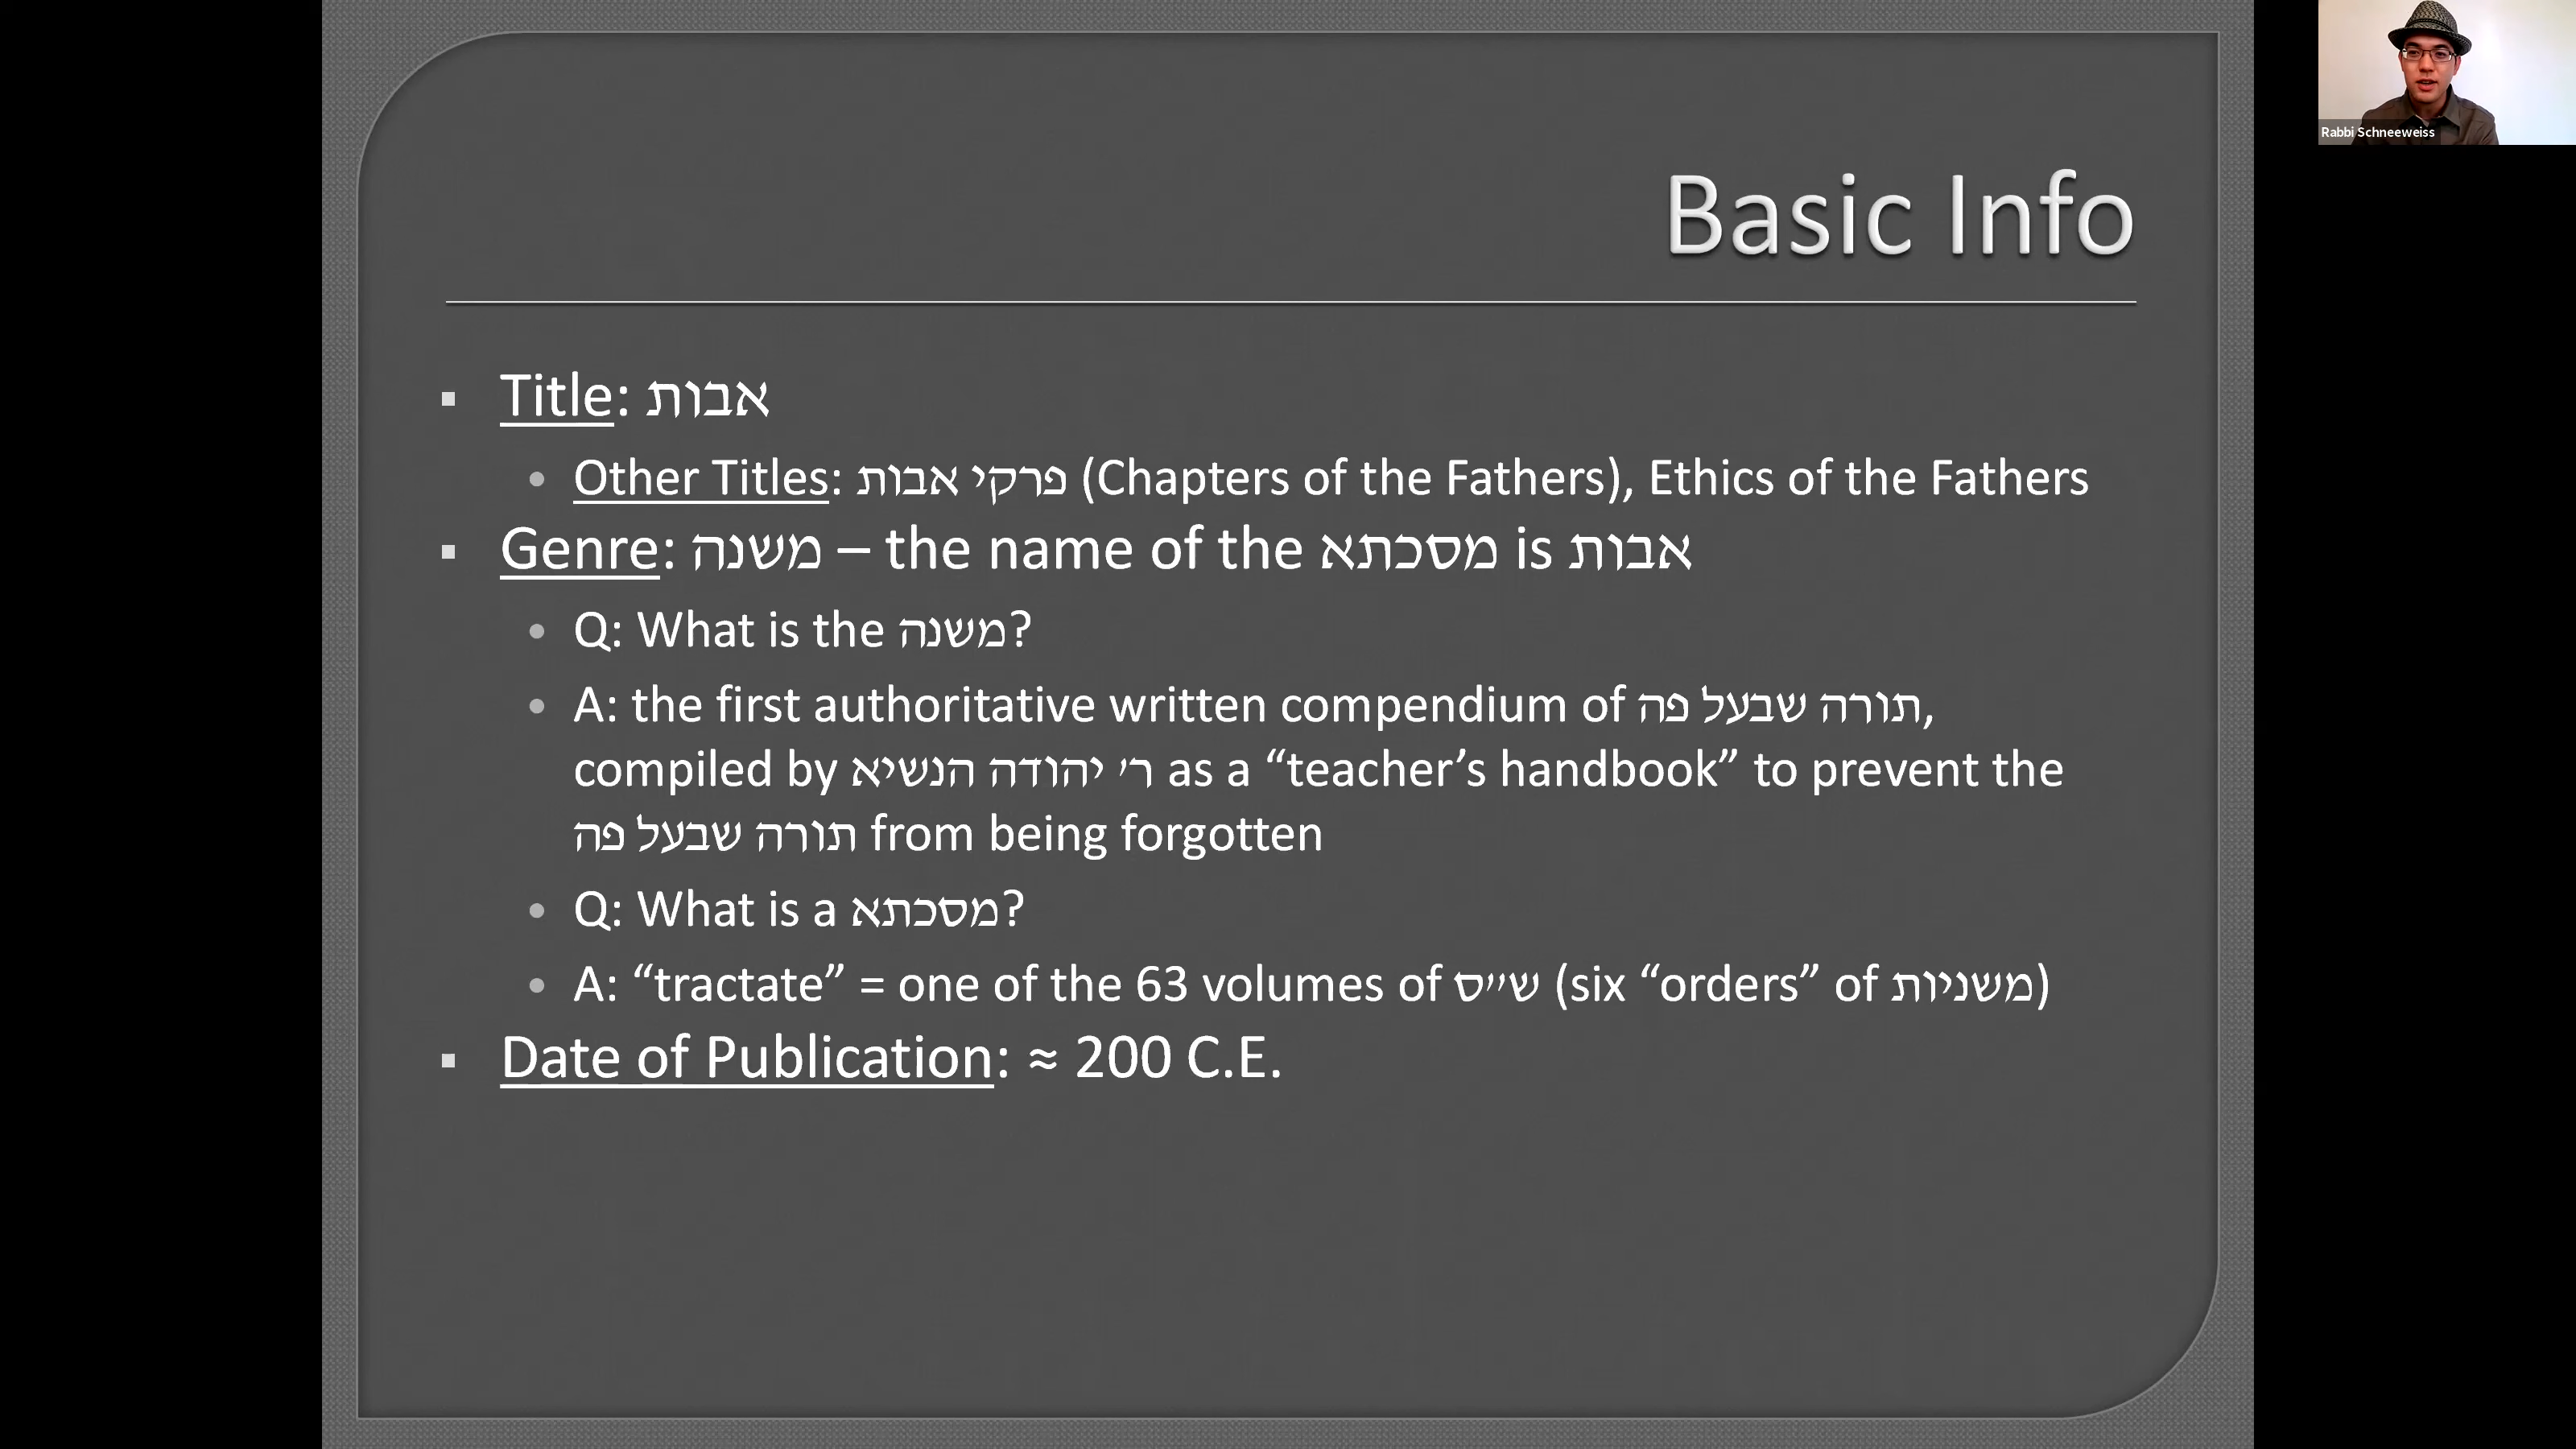 Rabbi Schneeweiss
Basic Info
▪ Title: אבות
• Other Titles: פרקי אבות (Chapters of the Fathers), Ethics of the Fathers
▪ Genre: משנה – the name of the מסכתא is אבות
• Q: What is the משנה?
• A: the first authoritative written compendium of תורה שבעל פה,
compiled by ר׳ יהודה הנשיא as a “teacher’s handbook” to prevent the
תורה שבעל פה from being forgotten
• Q: What is a מסכתא?
• A: “tractate” = one of the 63 volumes of ש״ס (six “orders” of משניות)
▪ Date of Publication: ≈ 200 C.E.